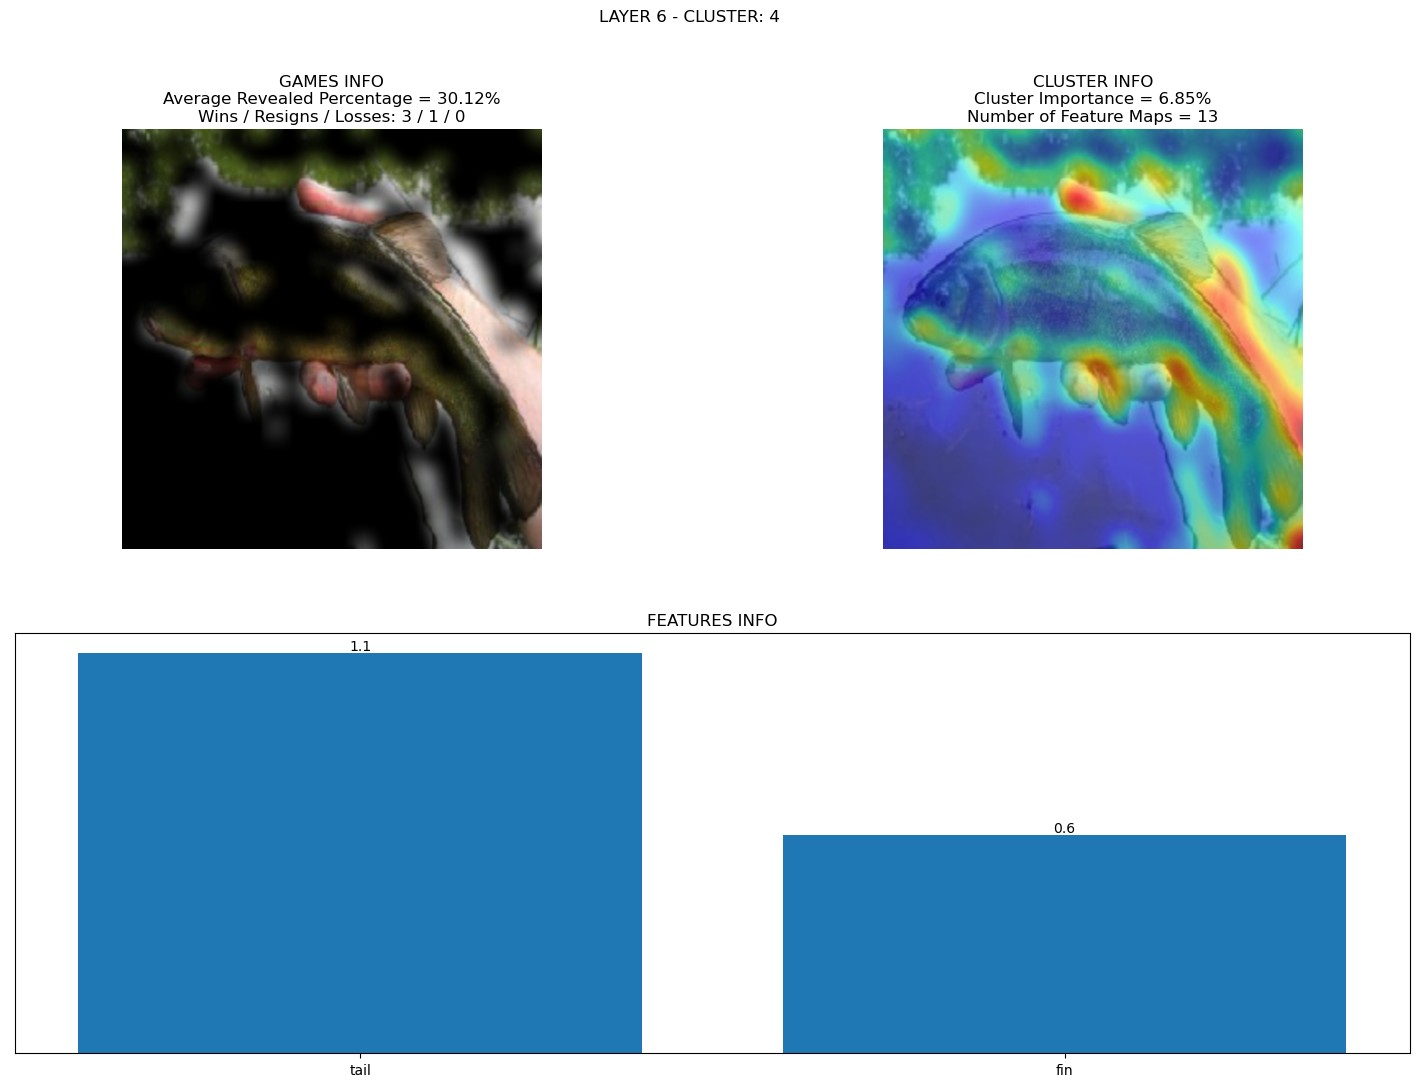 LAYER 6 - CLUSTER: 4
GAMES INFO
Average Revealed Percentage = 30.12%
Wins / Resigns / Losses: 3 / 1 / 0
CLUSTER INFO
Cluster Importance = 6.85%
Number of Feature Maps = 13
FEATURES INFO
1.1
0.6
tail
fin